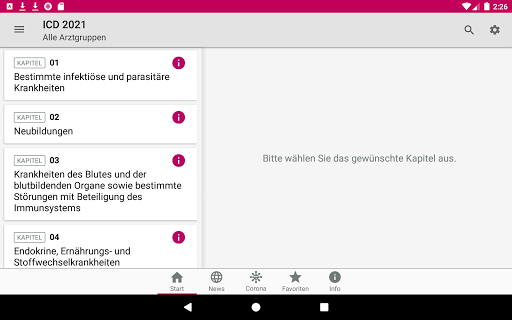 2:26
ICD 2021
Alle Arztgruppen
KAPITEL 01
Bestimmte infektiöse und parasitäre
Krankheiten
KAPITEL 02
Neubildungen
KAPITEL 03
Krankheiten des Blutes und der
blutbildenden Organe sowie bestimmte
Störungen mit Beteiligung des
Immunsystems
KAPITEL 04
Endokrine, Ernährungs- und
Stoffwechselkrankheiten
Bitte wählen Sie das gewünschte Kapitel aus.
Start
News
Corona
Favoriten
Info